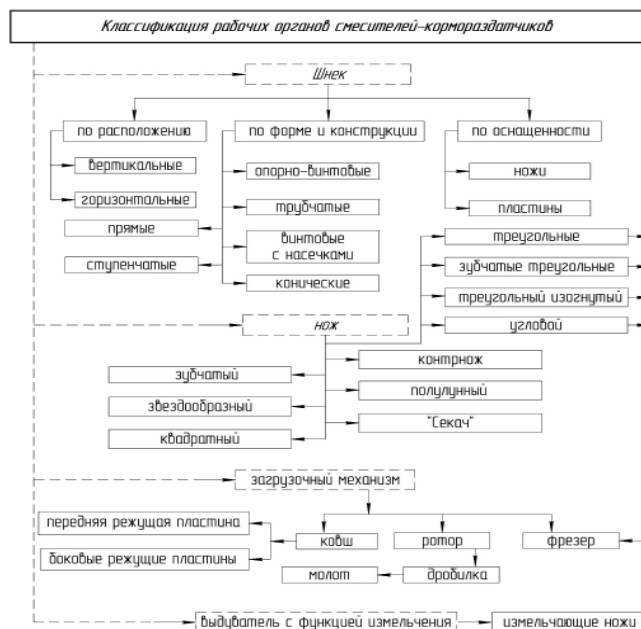 Классификация рабочих органов смесителей-кормораздатчиков
Шнек
по расположению
по форме и конструкции
по оснащенности
вертикальные
опорно-винтовые
ножи
горизонтальные
трубчатые
пластины
прямые
винтовые
с насечками
треугольные
ступенчатые
зубчатые треугольные
конические
треугольный изогнутый
нож
угловой
контрнож
зубчатый
полулунный
звездообразный
"Секач"
квадратный
загрузочный механизм
передняя режущая пластина
ковш
ротор
фрезер
боковые режущие пластины
молот
дробилка
выдуватель с функцией измельчения
измельчающие ножи